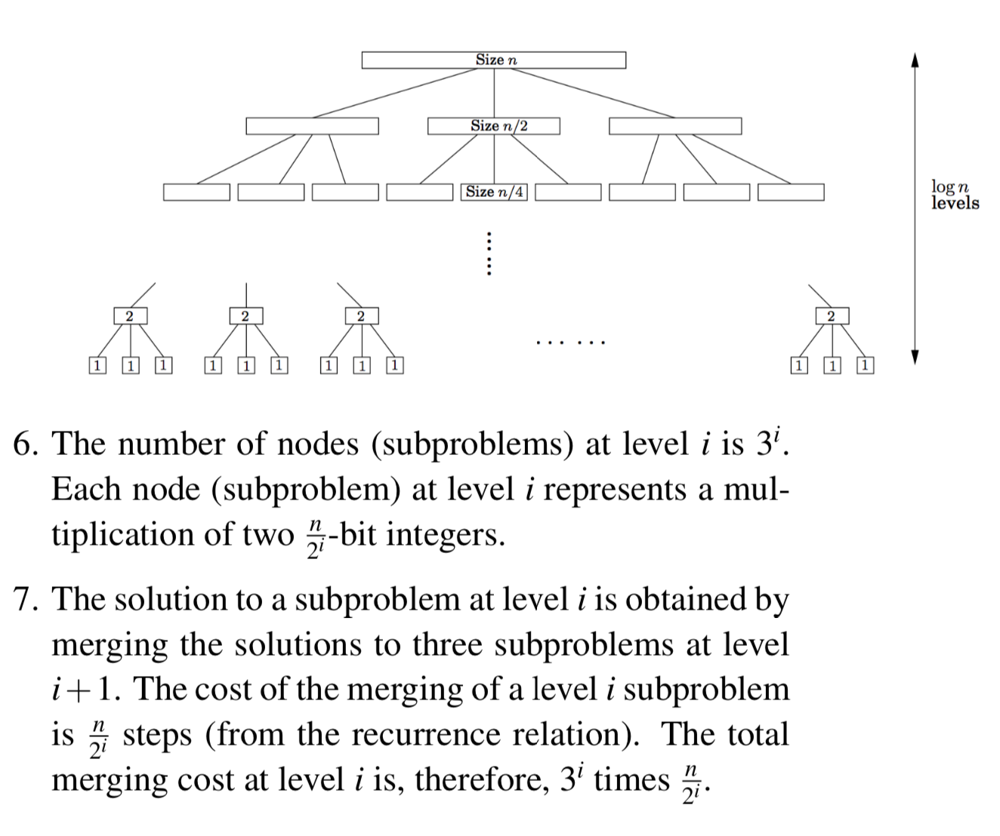 Size n
Size n/2
Size n/4
log n
levels
2 2 2 2
1 1 1 1 1 1 1 1 1 1 1 1
6. The number of nodes (subproblems) at level i is 3^i.
Each node (subproblem) at level i represents a mul-
tiplication of two n/2^i-bit integers.
7. The solution to a subproblem at level i is obtained by
merging the solutions to three subproblems at level
i+1. The cost of the merging of a level i subproblem
is n/2^i steps (from the recurrence relation). The total
merging cost at level i is, therefore, 3^i times n/2^i.